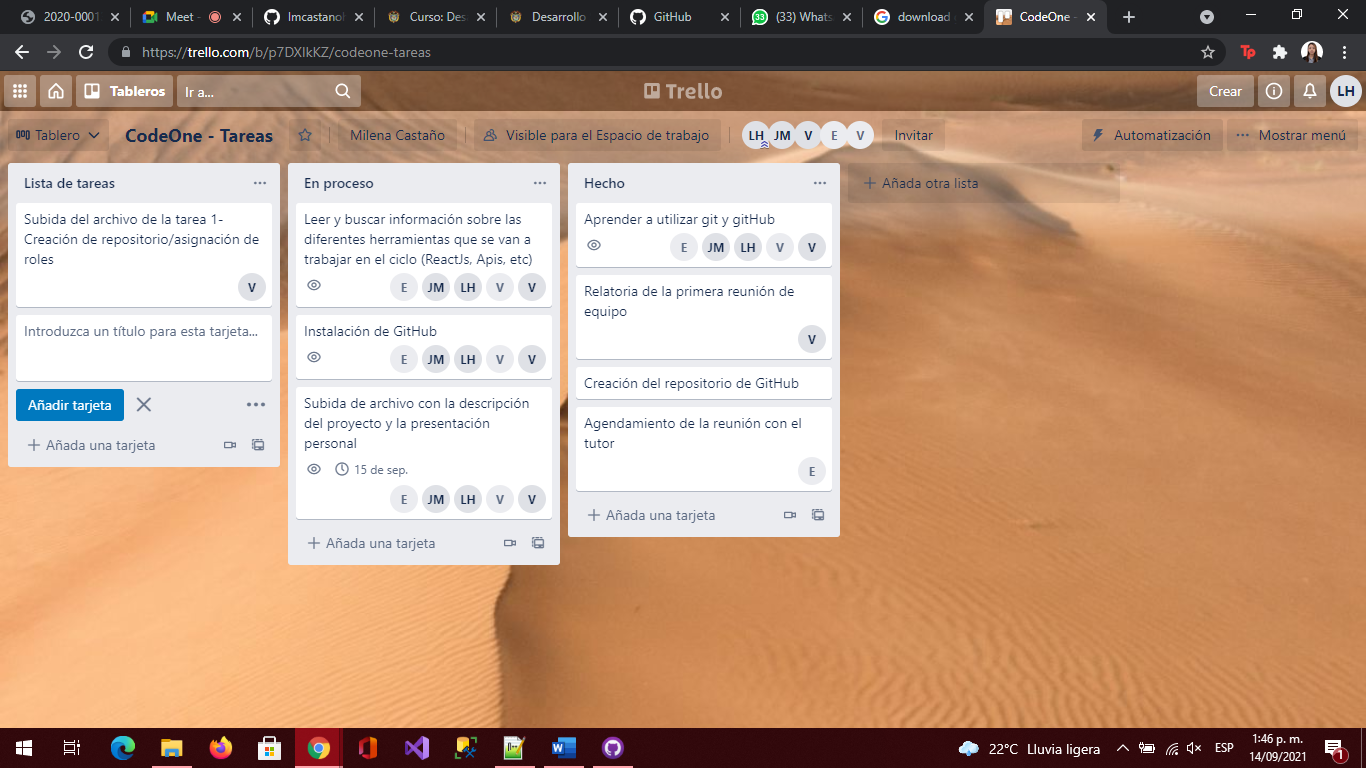 2020-0001
Meet -
lmcastano
Curso: Des
Desarrollo
GitHub
(33) Whats
download
CodeOne -
https://trello.com/b/p7DXlkKZ/codeone-tareas
Tp
Tableros
Ir a...
Trello
Crear
LH
Tablero
CodeOne - Tareas
Milena Castaño
Visible para el Espacio de trabajo
LH JM V E V
Invitar
Automatización
Mostrar menú
Lista de tareas
Subida del archivo de la tarea 1-
Creación de repositorio/asignación de
roles
V
Introduzca un título para esta tarjeta...
Añadir tarjeta
Añada una tarjeta
En proceso
Leer y buscar información sobre las
diferentes herramientas que se van a
trabajar en el ciclo (ReactJs, Apis, etc)
E JM LH V V
Instalación de GitHub
E JM LH V V
Subida de archivo con la descripción
del proyecto y la presentación
personal
15 de sep.
E JM LH V V
Añada una tarjeta
Hecho
Aprender a utilizar git y gitHub
E JM LH V V
Relatoria de la primera reunión de
equipo
V
Creación del repositorio de GitHub
Agendamiento de la reunión con el
tutor
E
Añada una tarjeta
Añada otra lista
22°C Lluvia ligera
ESP
1:46 p. m.
14/09/2021
1